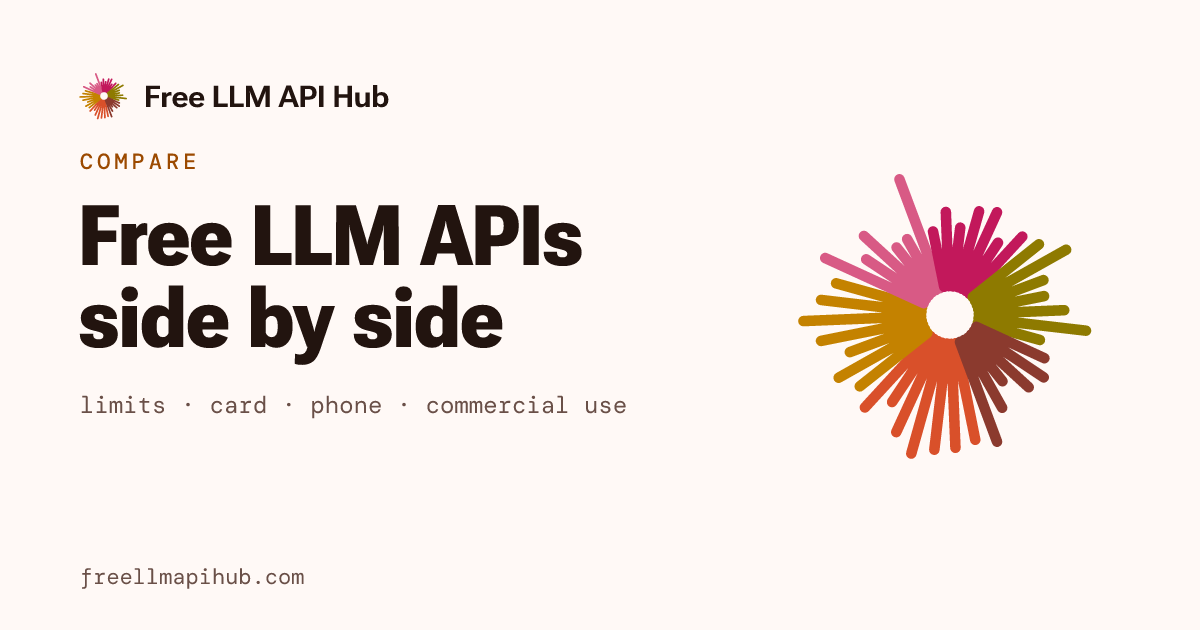 Free LLM API Hub
COMPARE
Free LLM APIs
side by side
limits · card · phone · commercial use
freellmapihub.com